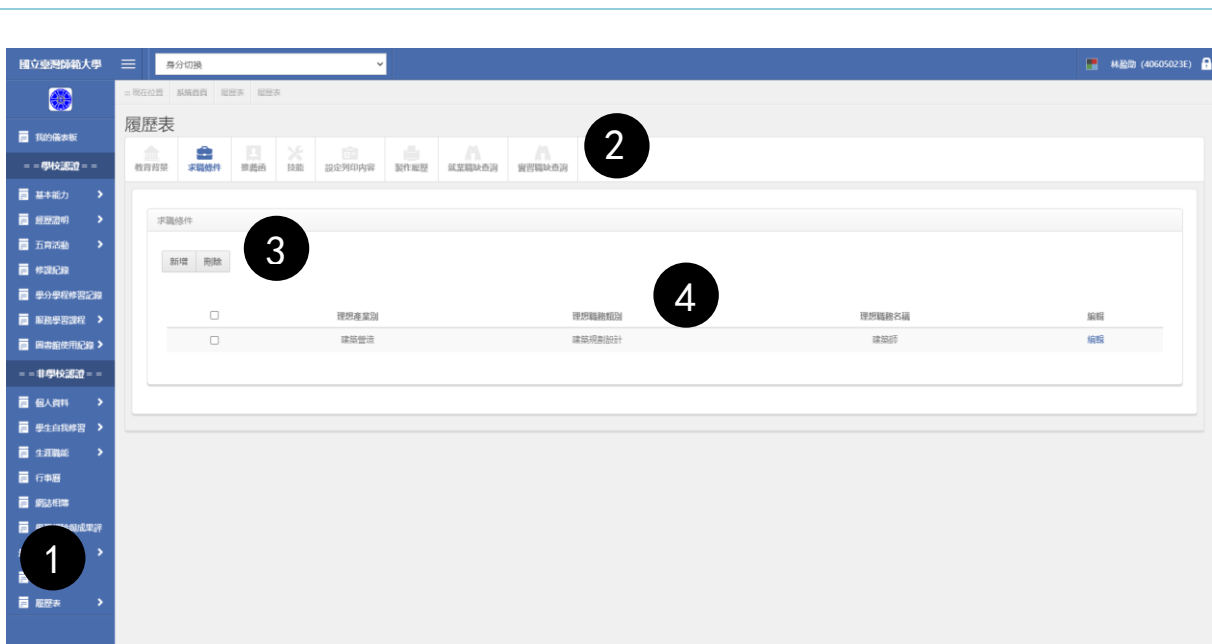 國立臺灣師範大學
身分切換
林盈劭 (40605023E)
現在位置 系統首頁 履歷表 履歷表
履歷表
教育背景 求職條件 推薦函 技能 設定列印內容 製作履歷 就業職缺查詢 實習職缺查詢
2
我的儀表板
= = 學校認證 = =
基本能力
經歷證明
五育活動
修課紀錄
學分學程修習記錄
服務學習課程
圖書館使用紀錄
= = 非學校認證 = =
個人資料
學生自我修習
生涯職能
行事曆
網誌相簿
成果評
1
履歷表
求職條件
3
新增 刪除
4
理想產業別 理想職務類別 理想職務名稱 編輯
建築營造 建築規劃設計 建築師 編輯